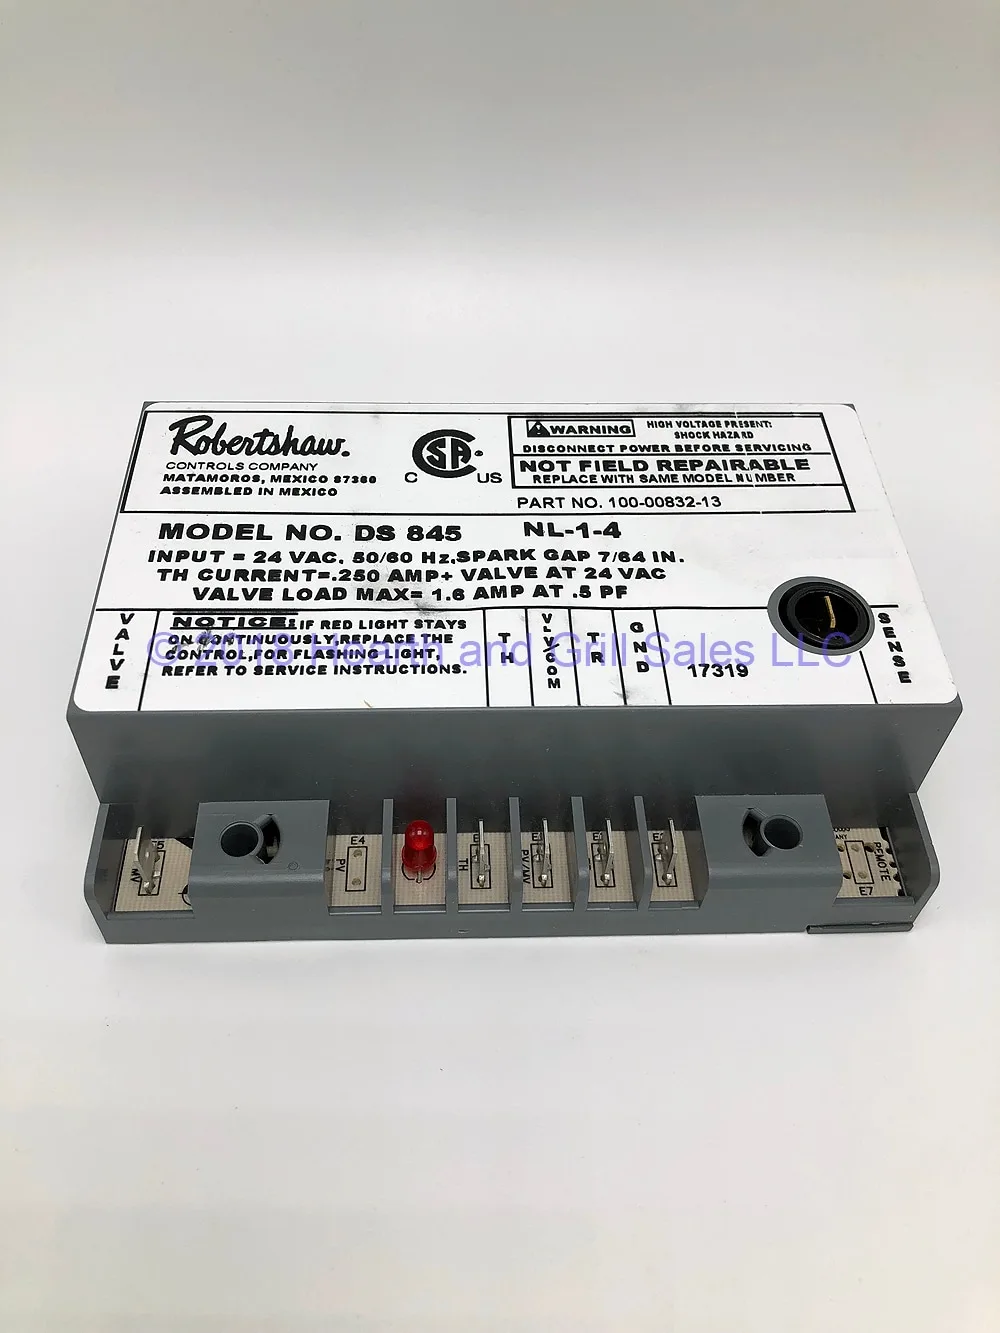 Robertshaw.
CONTROLS COMPANY
MATAMOROS, MEXICO 87360
ASSEMBLED IN MEXICO
C SA US
WARNING HIGH VOLTAGE PRESENT:
SHOCK HAZARD
DISCONNECT POWER BEFORE SERVICING
NOT FIELD REPAIRABLE
REPLACE WITH SAME MODEL NUMBER
PART NO. 100-00832-13
MODEL NO. DS 845 NL-1-4
INPUT = 24 VAC, 50/60 Hz,SPARK GAP 7/64 IN.
TH CURRENT=.250 AMP+ VALVE AT 24 VAC
VALVE LOAD MAX= 1.6 AMP AT .5 PF
VALVE
NOTICE: IF RED LIGHT STAYS
ON CONTINUOUSLY,REPLACE THE
CONTROL,FOR FLASHING LIGHT,
REFER TO SERVICE INSTRUCTIONS.
TH
VLV/COM
TR
GND
17319
SENSE
© 2018 Hearth and Grill Sales LLC
MV
E4
PV
TH
PV/MV
REMOTE
E7